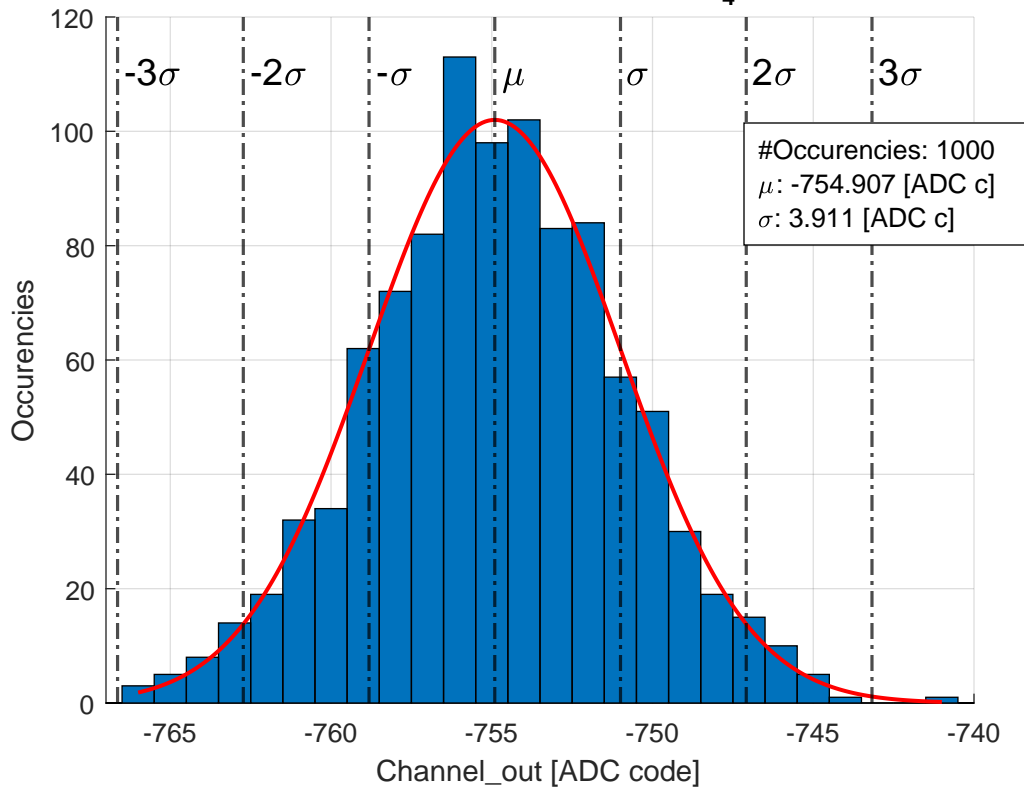 4
120
100
80
60
40
20
0
-3σ
-2σ
-σ
μ
σ
2σ
3σ
#Occurencies: 1000
μ: -754.907 [ADC c]
σ: 3.911 [ADC c]
Occurencies
-765
-760
-755
-750
-745
-740
Channel_out [ADC code]